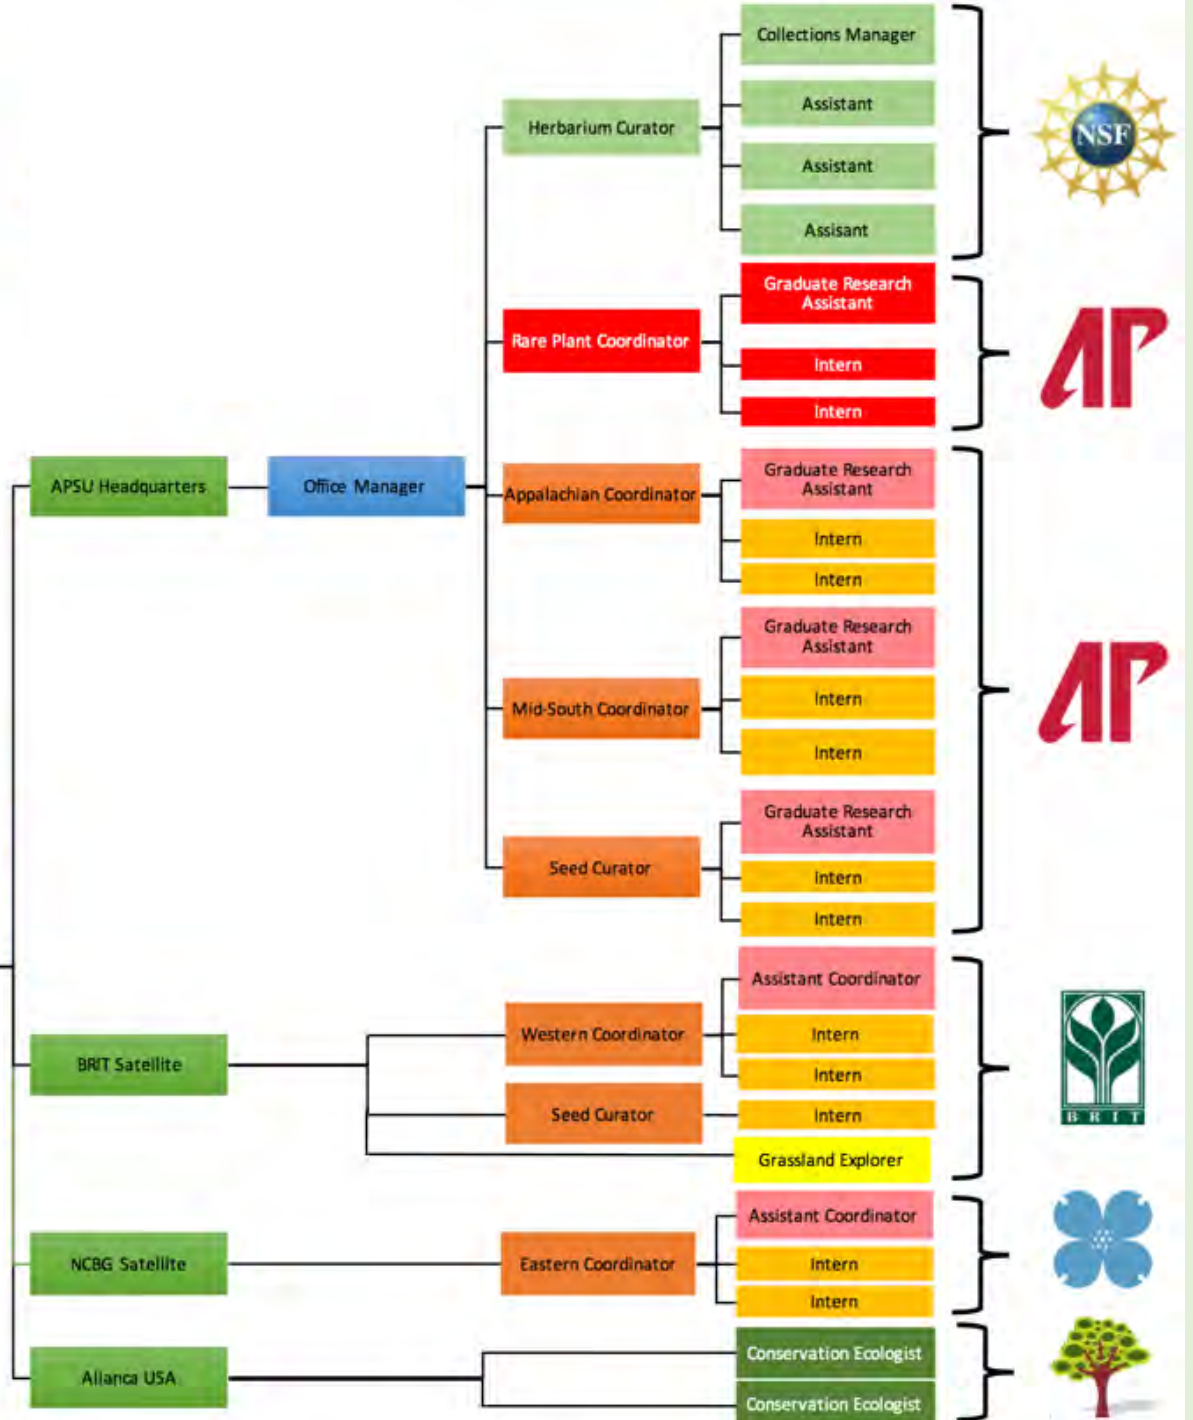 Collections Manager
Assistant
Herbarium Curator
Assistant
Assisant
NSF
Graduate Research
Assistant
Rare Plant Coordinator
Intern
Intern
AP
APSU Headquarters
Office Manager
Appalachian Coordinator
Graduate Research
Assistant
Intern
Intern
Graduate Research
Assistant
Mid-South Coordinator
Intern
Intern
AP
Graduate Research
Assistant
Seed Curator
Intern
Intern
BRIT Satellite
Western Coordinator
Assistant Coordinator
Intern
Intern
Seed Curator
Intern
Grassland Explorer
BRIT
NCBG Satellite
Eastern Coordinator
Assistant Coordinator
Intern
Intern
Alianca USA
Conservation Ecologist
Conservation Ecologist